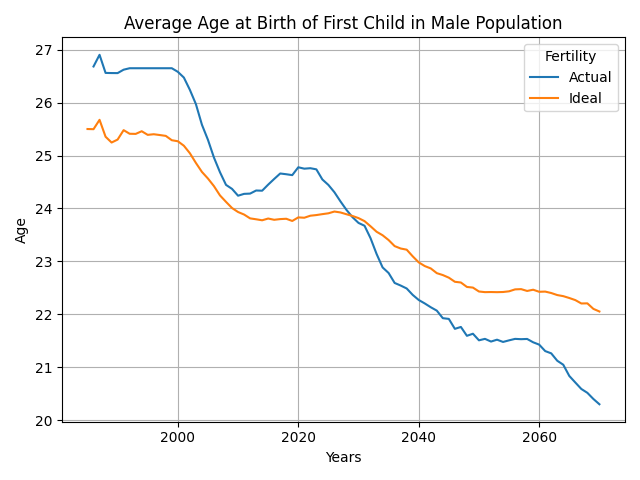 Average Age at Birth of First Child in Male Population
Fertility
Actual
Ideal
Age
27
26
25
24
23
22
21
20
2000
2020
2040
2060
Years